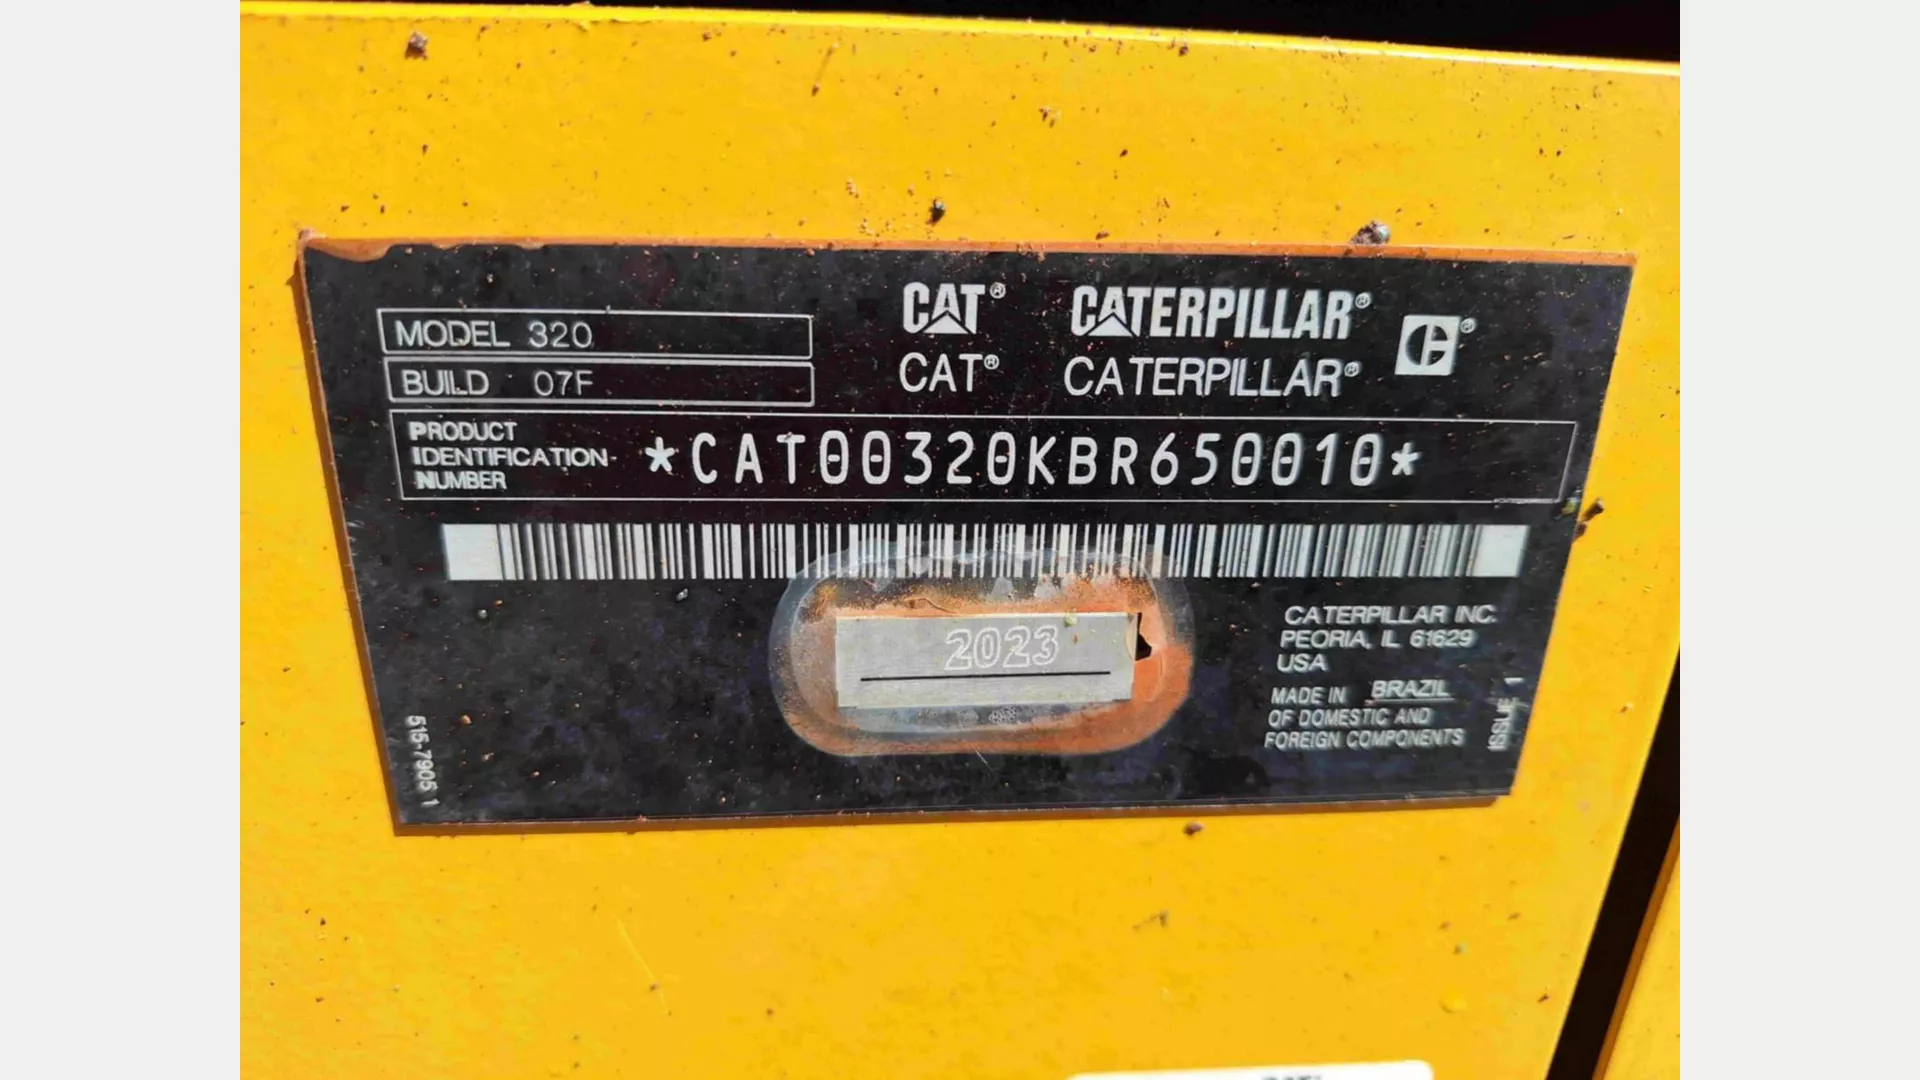 CAT® CATERPILLAR®
CAT® CATERPILLAR®
MODEL 320
BUILD 07F
PRODUCT
IDENTIFICATION
NUMBER
*CAT00320KBR650010*
2023
CATERPILLAR INC.
PEORIA, IL 61629
USA
MADE IN BRAZIL
OF DOMESTIC AND
FOREIGN COMPONENTS
ISSUE 1
515-7905 1